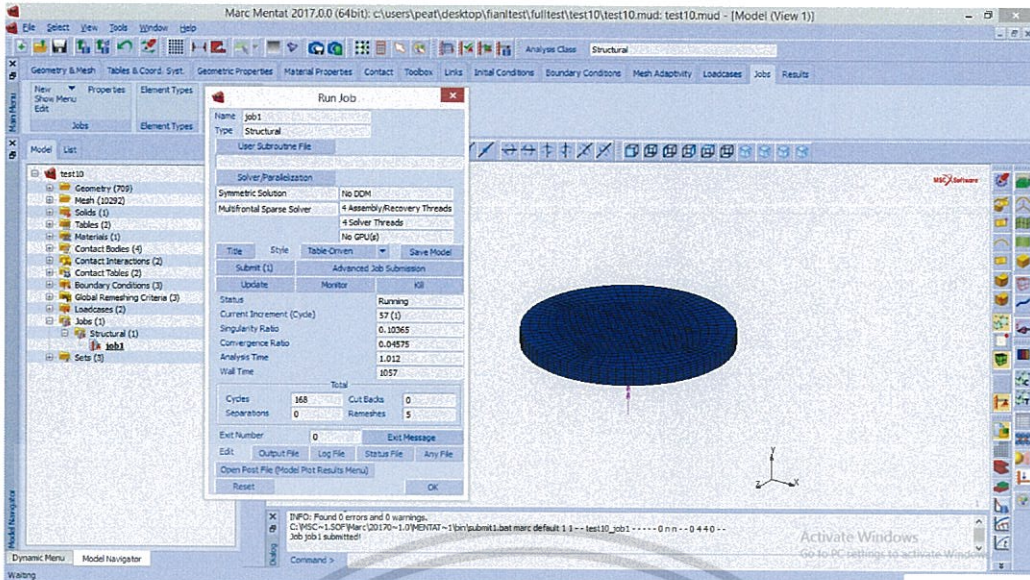 Marc Mentat 2017.0.0 (64bit): c:\users\peat\desktop\fianltest\fulltest\test10\test10.mud: test10.mud - [Model (View 1)]
File Select View Tools Window Help
Analysis Class Structural
Geometry & Mesh Tables & Coord. Syst. Geometric Properties Material Properties Contact Toolbox Links Initial Conditions Boundary Conditions Mesh Adaptivity Loadcases Jobs Results
Main Menu
New Properties Element Types
Show Menu
Edit
Jobs Element Types
Model List
test10
Geometry (709)
Mesh (10292)
Solids (1)
Tables (2)
Materials (1)
Contact Bodies (4)
Contact Interactions (2)
Contact Tables (2)
Boundary Conditions (3)
Global Remeshing Criteria (3)
Loadcases (2)
Jobs (1)
Structural (1)
job1
Sets (3)
Run Job
Name job1
Type Structural
User Subroutine File
Solver/Parallelization
Symmetric Solution No DDM
Multifrontal Sparse Solver 4 Assembly/Recovery Threads
4 Solver Threads
No GPU(s)
Title Style Table-Driven Save Model
Submit (1) Advanced Job Submission
Update Monitor Kill
Status Running
Current Increment (Cycle) 57 (1)
Singularity Ratio 0.10365
Convergence Ratio 0.04575
Analysis Time 1.012
Wall Time 1057
Total
Cycles 168 Cut Backs 0
Separations 0 Remeshes 5
Exit Number 0 Exit Message
Edit Output File Log File Status File Any File
Open Post File (Model Plot Results Menu)
Reset OK
MSC Software
Y
Z X
Model Navigator
Dialog
INFO: Found 0 errors and 0 warnings.
C:\MSC~1.SOF\Marc\20170~1.0\MENTAT~1\bin\submit1.bat marc default 1 1 - - test10_job1 - - - - - 0 n n - - 0 4 4 0 - -
Job job1 submitted!
Command >
Activate Windows
Go to PC settings to activate Windows
Dynamic Menu Model Navigator
Waiting